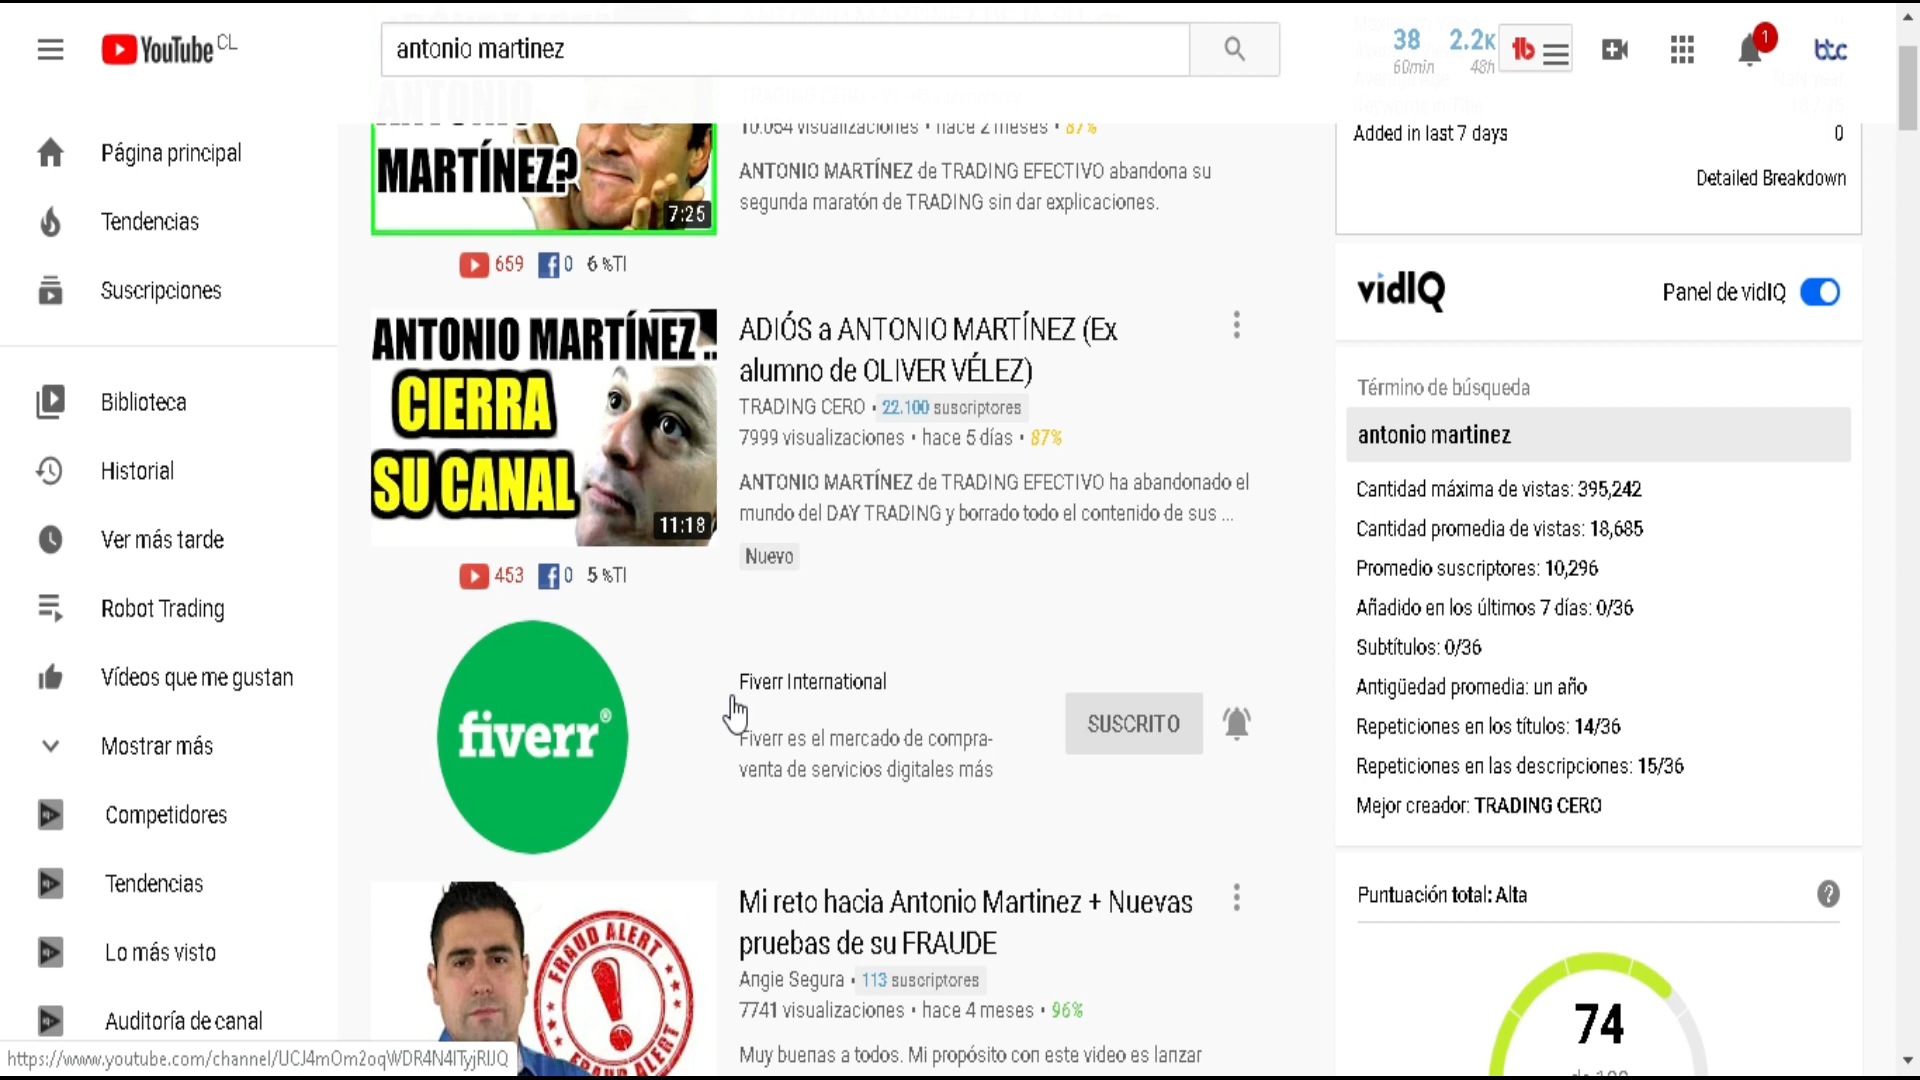 YouTube CL
antonio martinez
38
60min
2.2K
48h
1
btc
Página principal
Tendencias
Suscripciones
Biblioteca
Historial
Ver más tarde
Robot Trading
Vídeos que me gustan
Mostrar más
Competidores
Tendencias
Lo más visto
Auditoría de canal
https://www.youtube.com/channel/UCJ4mOm2oqWDR4N4ITyjRIJQ
MARTÍNEZ?
7:25
659 0 6 %TI
10.064 visualizaciones • hace 2 meses • 87%
ANTONIO MARTÍNEZ de TRADING EFECTIVO abandona su
segunda maratón de TRADING sin dar explicaciones.
ANTONIO MARTÍNEZ ..
CIERRA
SU CANAL
11:18
453 0 5 %TI
ADIÓS a ANTONIO MARTÍNEZ (Ex
alumno de OLIVER VÉLEZ)
TRADING CERO • 22.100 suscriptores
7999 visualizaciones • hace 5 días • 87%
ANTONIO MARTÍNEZ de TRADING EFECTIVO ha abandonado el
mundo del DAY TRADING y borrado todo el contenido de sus ...
Nuevo
fiverr®
Fiverr International
Fiverr es el mercado de compra-
venta de servicios digitales más
SUSCRITO
FRAUD ALERT
FRAUD ALERT
Mi reto hacia Antonio Martinez + Nuevas
pruebas de su FRAUDE
Angie Segura • 113 suscriptores
7741 visualizaciones • hace 4 meses • 96%
Muy buenas a todos. Mi propósito con este video es lanzar
Added in last 7 days 0
Detailed Breakdown
vidIQ
Panel de vidIQ
Término de búsqueda
antonio martinez
Cantidad máxima de vistas: 395,242
Cantidad promedia de vistas: 18,685
Promedio suscriptores: 10,296
Añadido en los últimos 7 días: 0/36
Subtítulos: 0/36
Antigüedad promedia: un año
Repeticiones en los títulos: 14/36
Repeticiones en las descripciones: 15/36
Mejor creador: TRADING CERO
Puntuación total: Alta
?
74